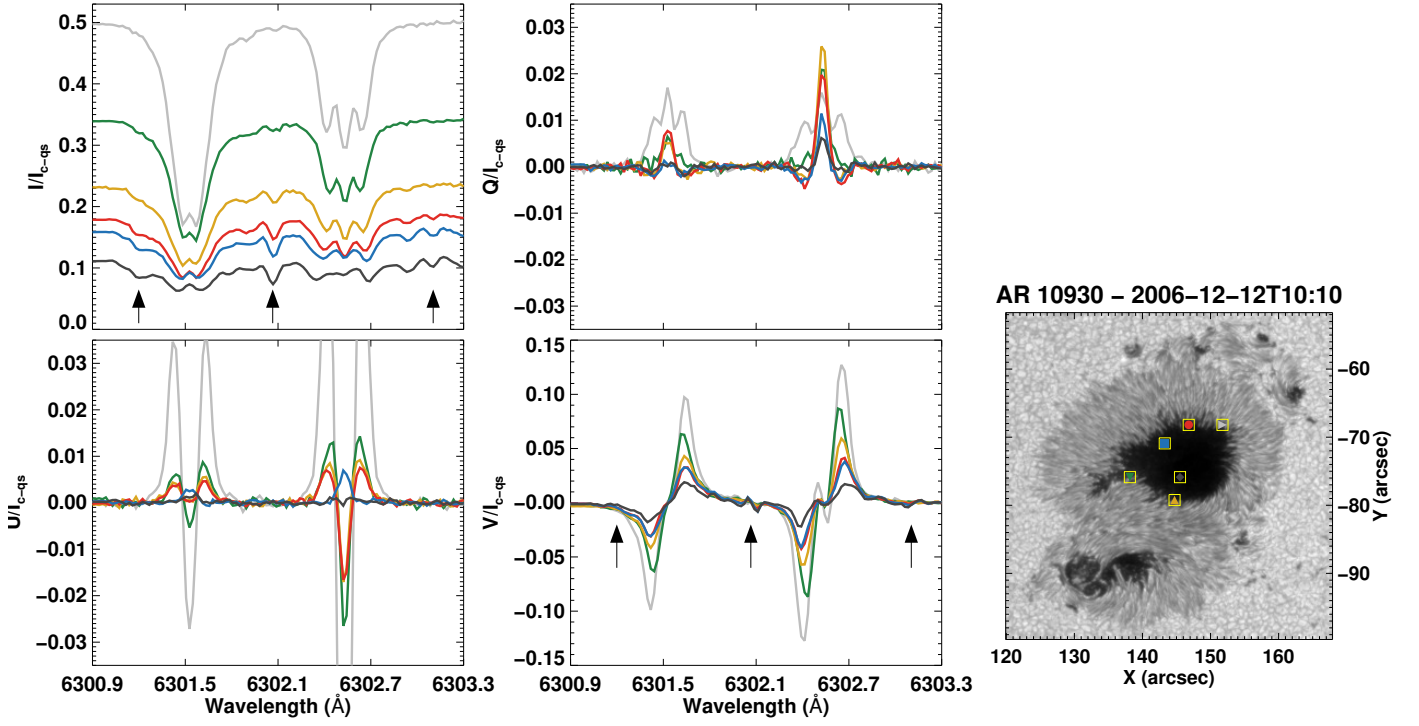 0.5
0.4
0.3
0.2
0.1
0.0
I/I_c-qs
0.03
0.02
0.01
0.00
−0.01
−0.02
−0.03
Q/I_c-qs
0.03
0.02
0.01
0.00
−0.01
−0.02
−0.03
U/I_c-qs
6300.9 6301.5 6302.1 6302.7 6303.3
Wavelength (Å)
0.15
0.10
0.05
0.00
−0.05
−0.10
−0.15
V/I_c-qs
6300.9 6301.5 6302.1 6302.7 6303.3
Wavelength (Å)
AR 10930 − 2006−12−12T10:10
−60
−70
−80
−90
Y (arcsec)
120 130 140 150 160
X (arcsec)